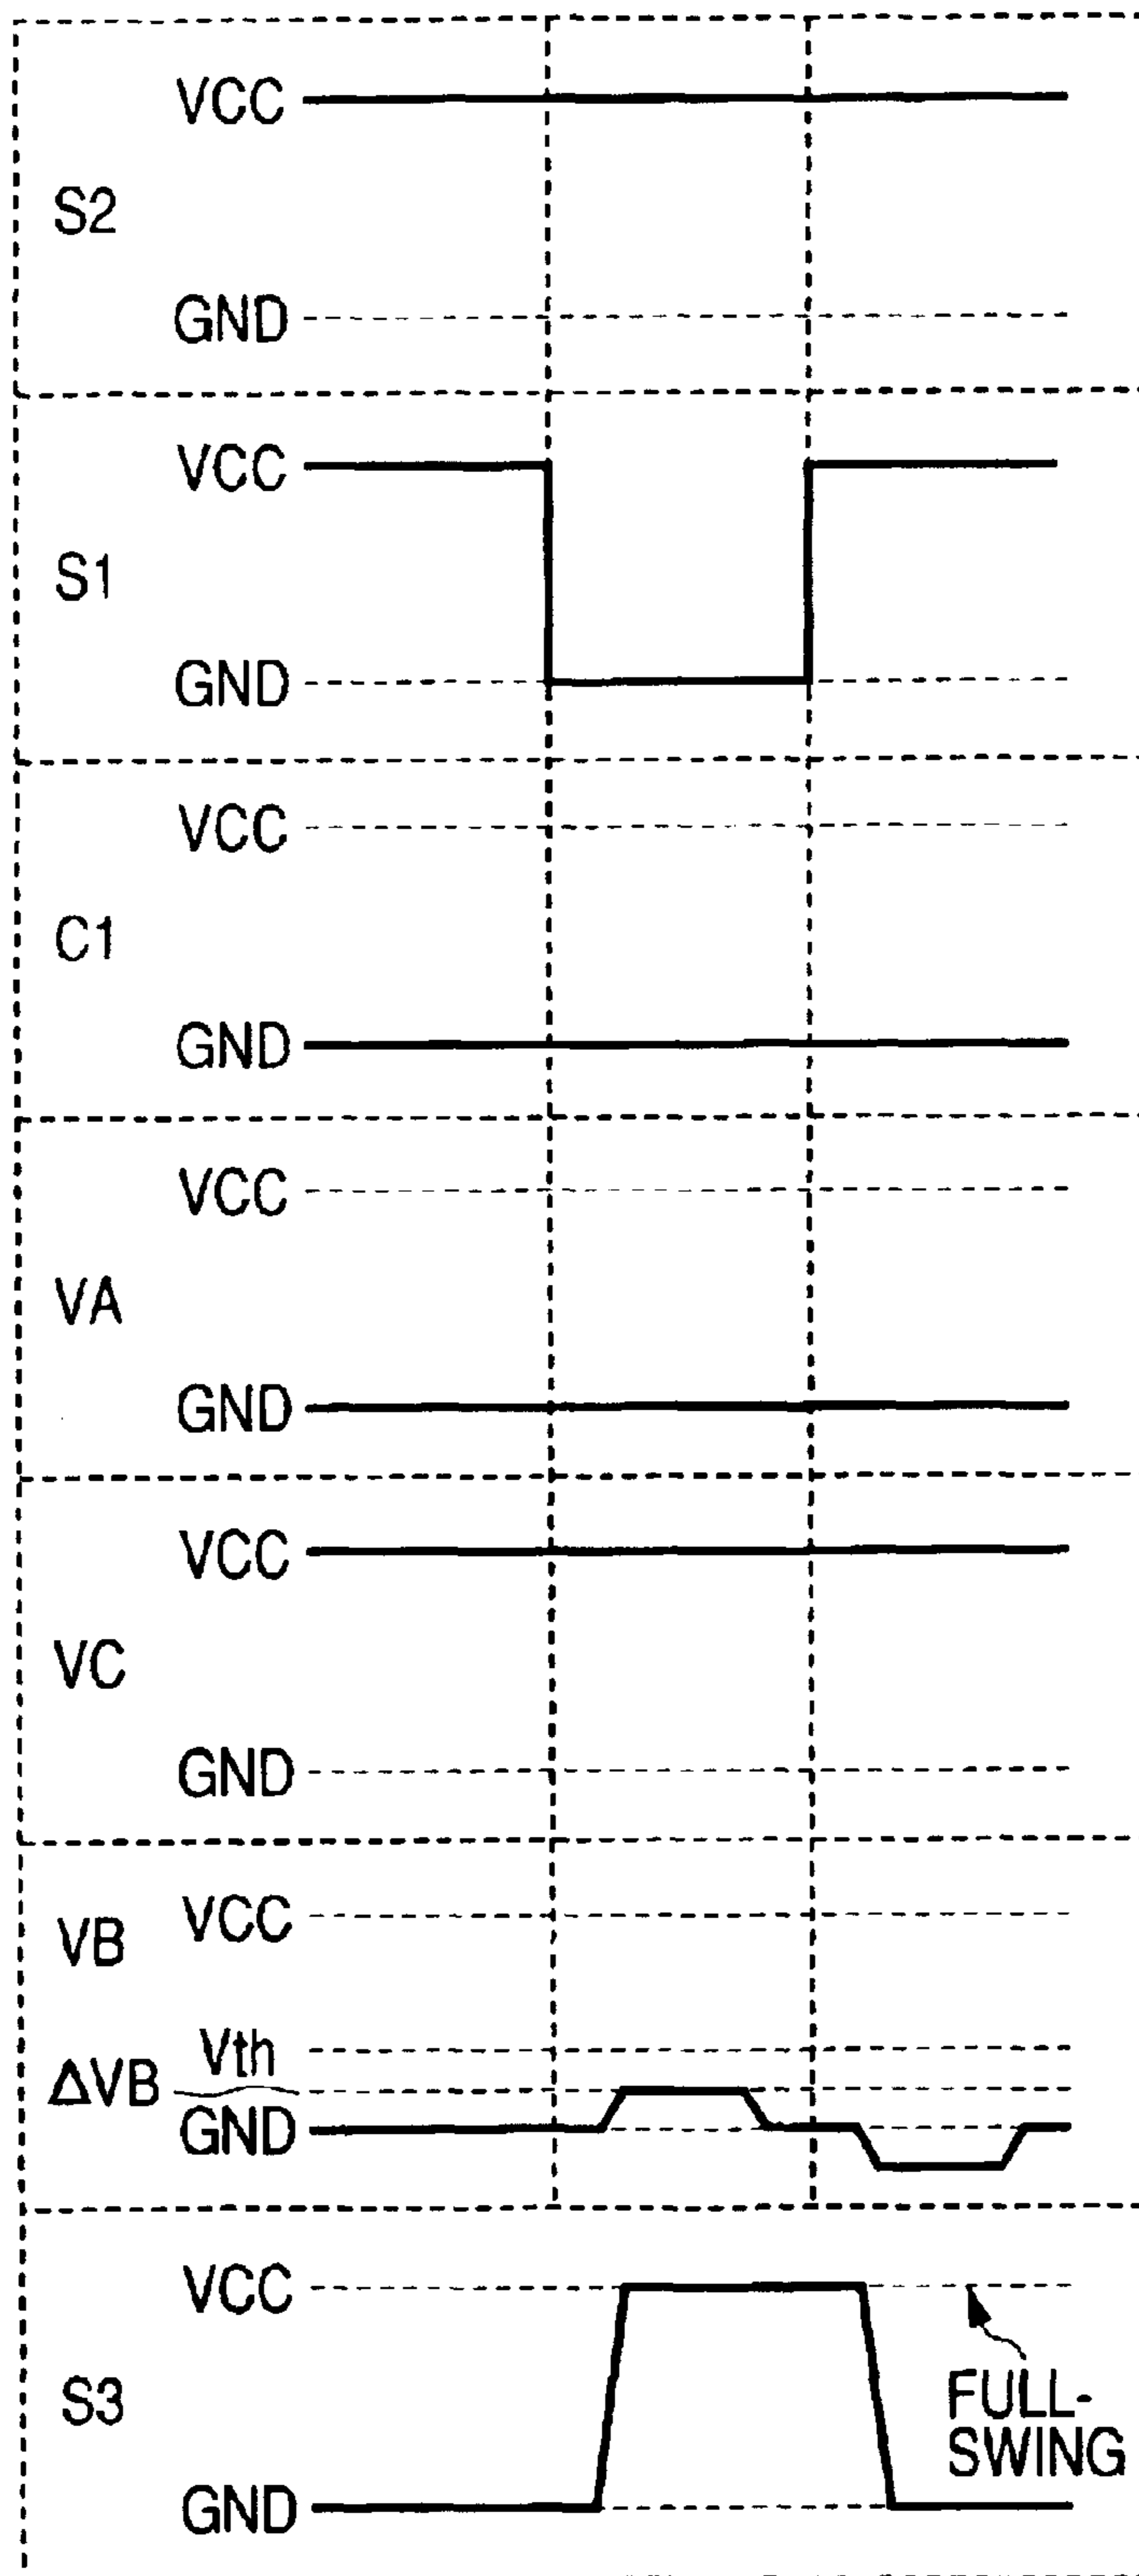 VCC
S2
GND
VCC
S1
GND
VCC
C1
GND
VCC
VA
GND
VCC
VC
GND
VB VCC
Vth
ΔVB
GND
VCC
S3
FULL-
SWING
GND